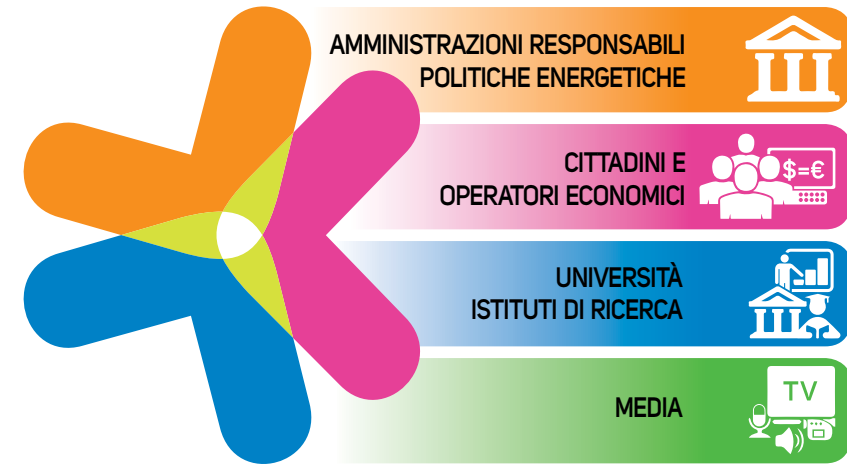 AMMINISTRAZIONI RESPONSABILI
POLITICHE ENERGETICHE
CITTADINI E
OPERATORI ECONOMICI
$=€
UNIVERSITÀ
ISTITUTI DI RICERCA
MEDIA
TV